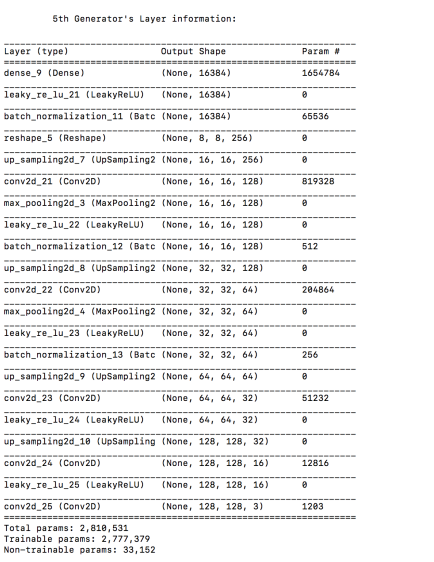 5th Generator's Layer information:
Layer (type) Output Shape Param #
dense_9 (Dense) (None, 16384) 1654784
leaky_re_lu_21 (LeakyReLU) (None, 16384) 0
batch_normalization_11 (Batc (None, 16384) 65536
reshape_5 (Reshape) (None, 8, 8, 256) 0
up_sampling2d_7 (UpSampling2 (None, 16, 16, 256) 0
conv2d_21 (Conv2D) (None, 16, 16, 128) 819328
max_pooling2d_3 (MaxPooling2 (None, 16, 16, 128) 0
leaky_re_lu_22 (LeakyReLU) (None, 16, 16, 128) 0
batch_normalization_12 (Batc (None, 16, 16, 128) 512
up_sampling2d_8 (UpSampling2 (None, 32, 32, 128) 0
conv2d_22 (Conv2D) (None, 32, 32, 64) 204864
max_pooling2d_4 (MaxPooling2 (None, 32, 32, 64) 0
leaky_re_lu_23 (LeakyReLU) (None, 32, 32, 64) 0
batch_normalization_13 (Batc (None, 32, 32, 64) 256
up_sampling2d_9 (UpSampling2 (None, 64, 64, 64) 0
conv2d_23 (Conv2D) (None, 64, 64, 32) 51232
leaky_re_lu_24 (LeakyReLU) (None, 64, 64, 32) 0
up_sampling2d_10 (UpSampling (None, 128, 128, 32) 0
conv2d_24 (Conv2D) (None, 128, 128, 16) 12816
leaky_re_lu_25 (LeakyReLU) (None, 128, 128, 16) 0
conv2d_25 (Conv2D) (None, 128, 128, 3) 1203
Total params: 2,810,531
Trainable params: 2,777,379
Non-trainable params: 33,152